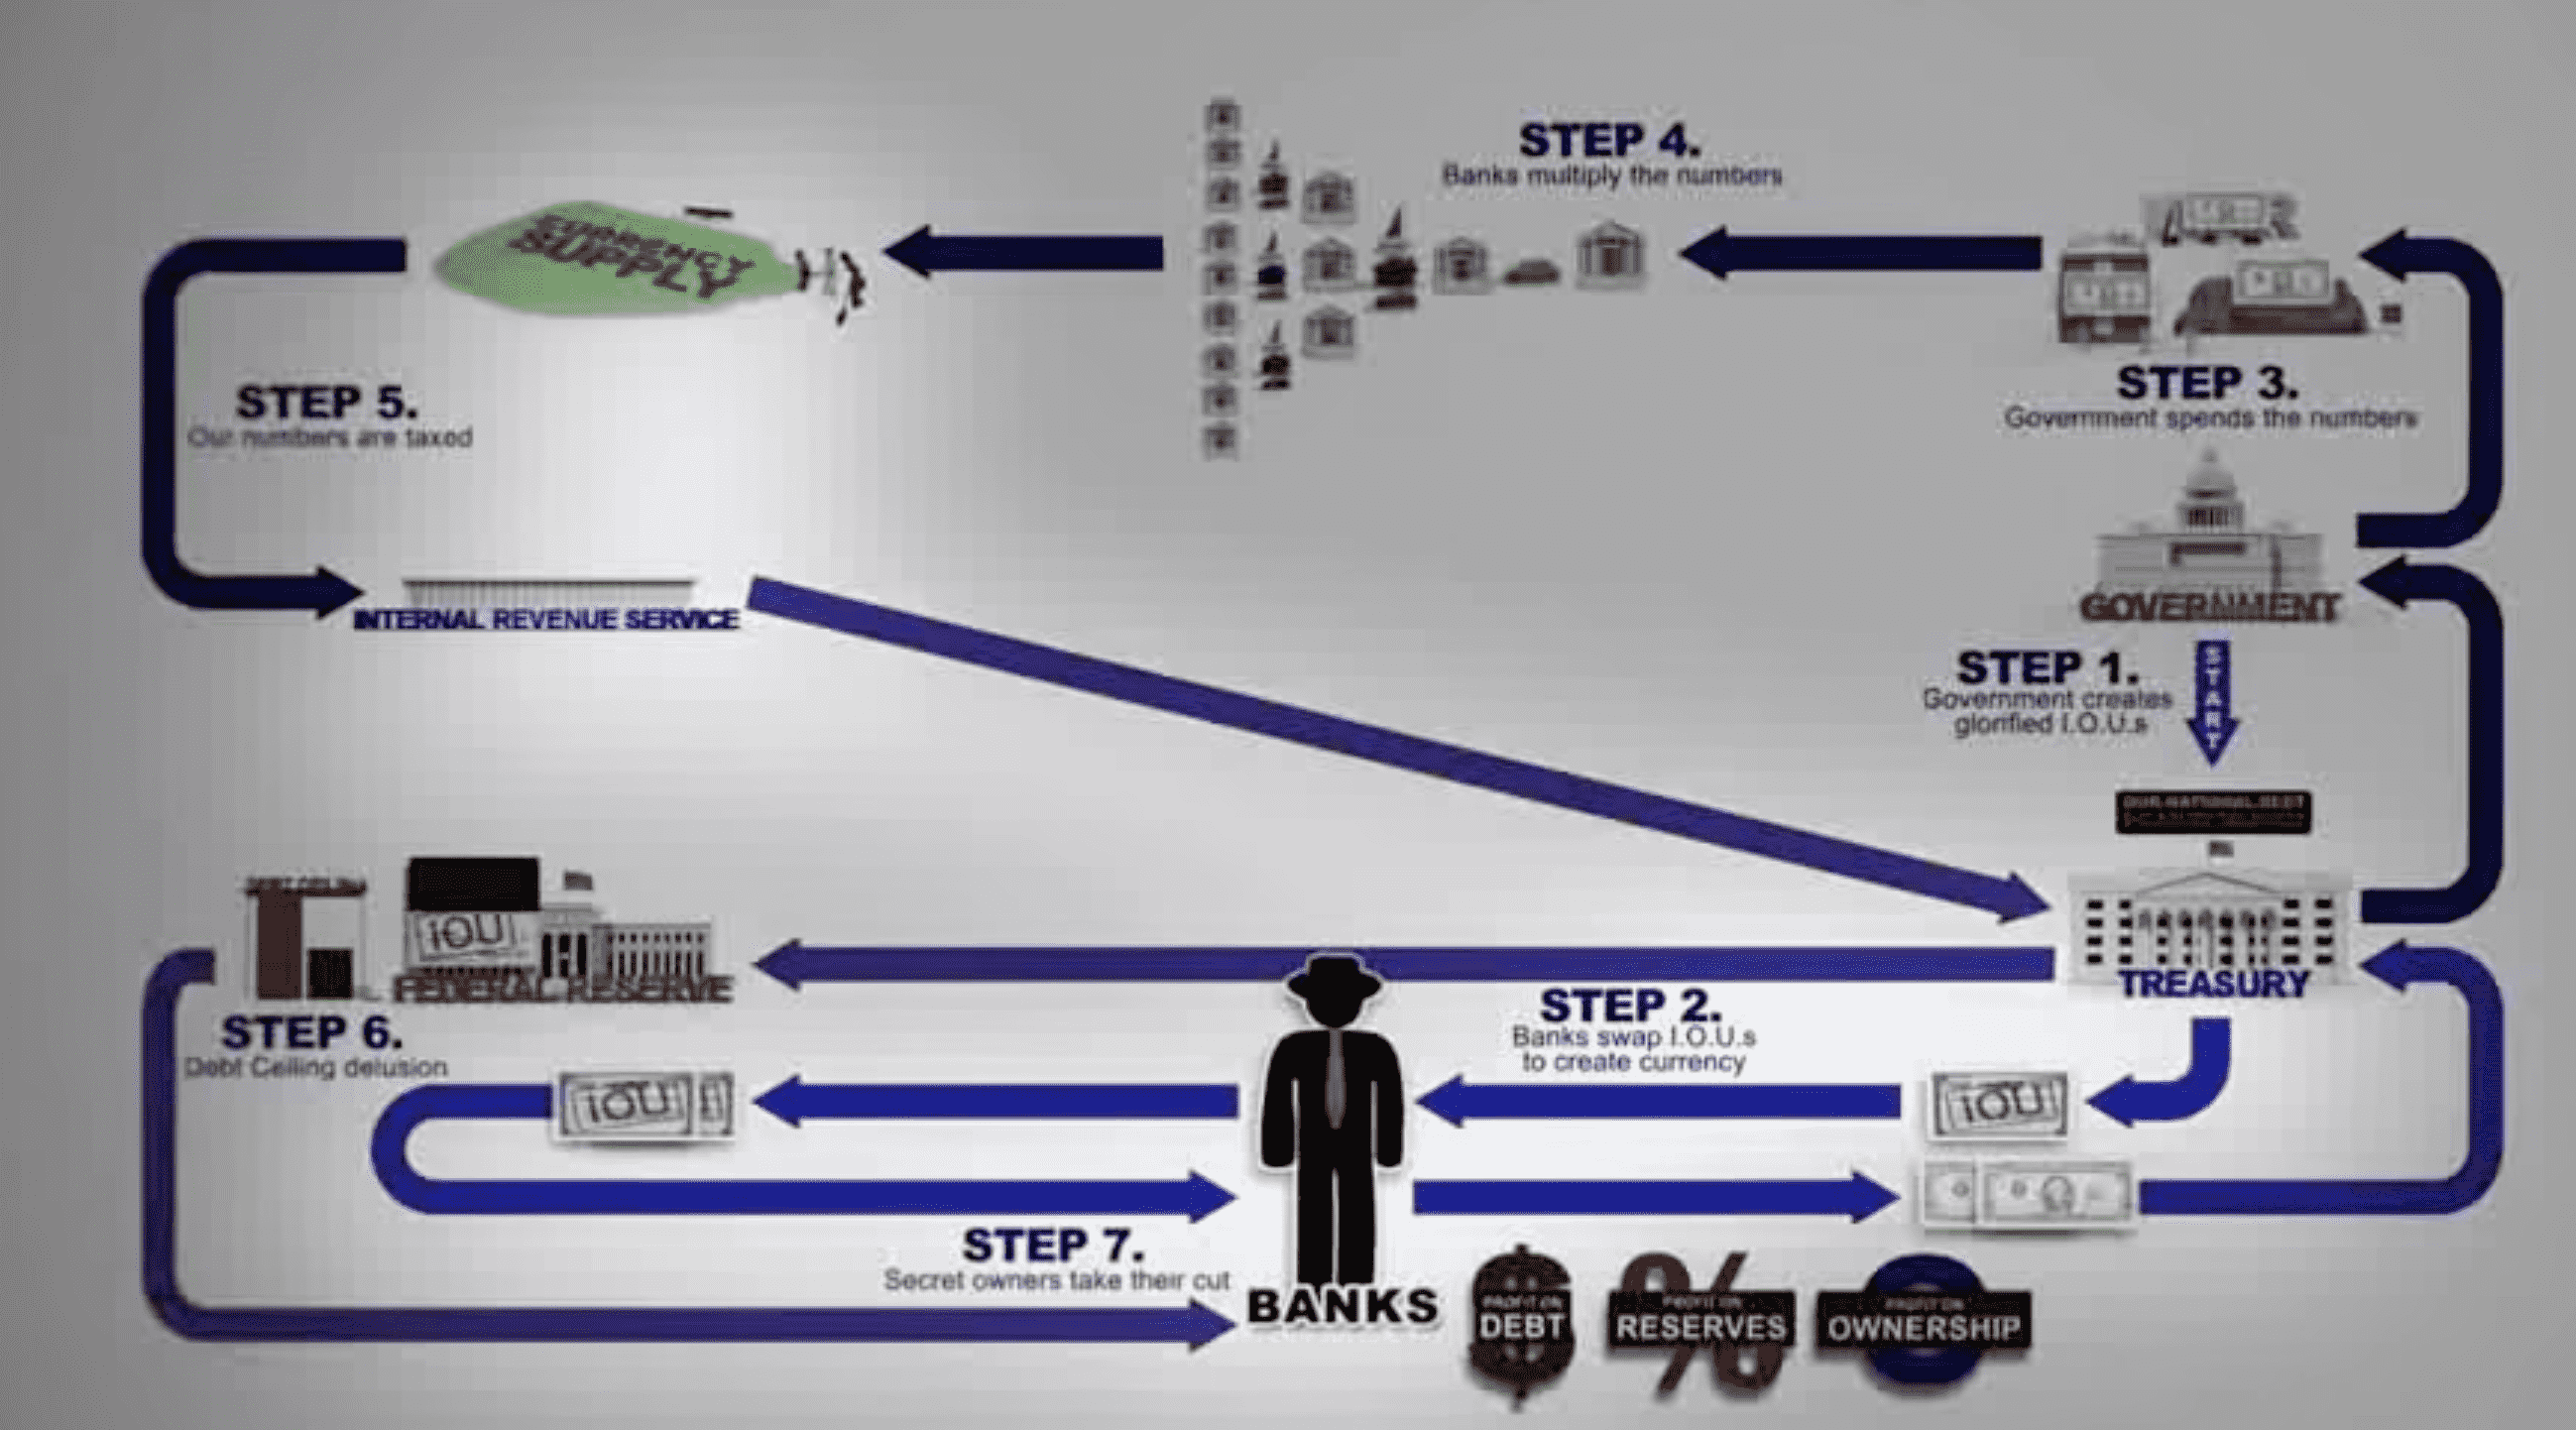 STEP 4.
Banks multiply the numbers
CURRENCY
SUPPLY
STEP 3.
Government spends the numbers
STEP 5.
Our numbers are taxed
GOVERNMENT
INTERNAL REVENUE SERVICE
STEP 1.
Government creates
glorified I.O.U.s
START
OUR NATIONAL DEBT
DEBT CEILING
IOU
FEDERAL RESERVE
TREASURY
STEP 2.
Banks swap I.O.U.s
to create currency
STEP 6.
Debt Ceiling delusion
IOU
IOU
STEP 7.
Secret owners take their cut
BANKS
PROFIT ON
DEBT
PROFIT ON
RESERVES
PROFIT ON
OWNERSHIP